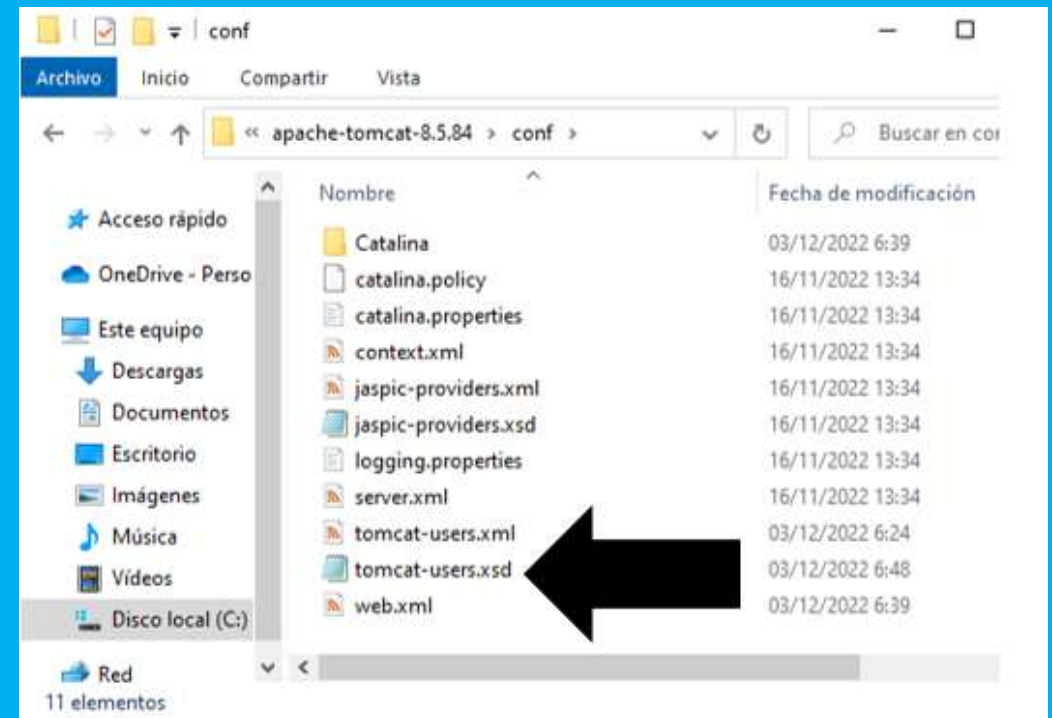 conf
Archivo Inicio Compartir Vista
« apache-tomcat-8.5.84 › conf › Buscar en cor
Nombre Fecha de modificación
Acceso rápido
OneDrive - Perso
Este equipo
Descargas
Documentos
Escritorio
Imágenes
Música
Vídeos
Disco local (C:)
Red
Catalina 03/12/2022 6:39
catalina.policy 16/11/2022 13:34
catalina.properties 16/11/2022 13:34
context.xml 16/11/2022 13:34
jaspic-providers.xml 16/11/2022 13:34
jaspic-providers.xsd 16/11/2022 13:34
logging.properties 16/11/2022 13:34
server.xml 16/11/2022 13:34
tomcat-users.xml 03/12/2022 6:24
tomcat-users.xsd 03/12/2022 6:48
web.xml 03/12/2022 6:39
11 elementos